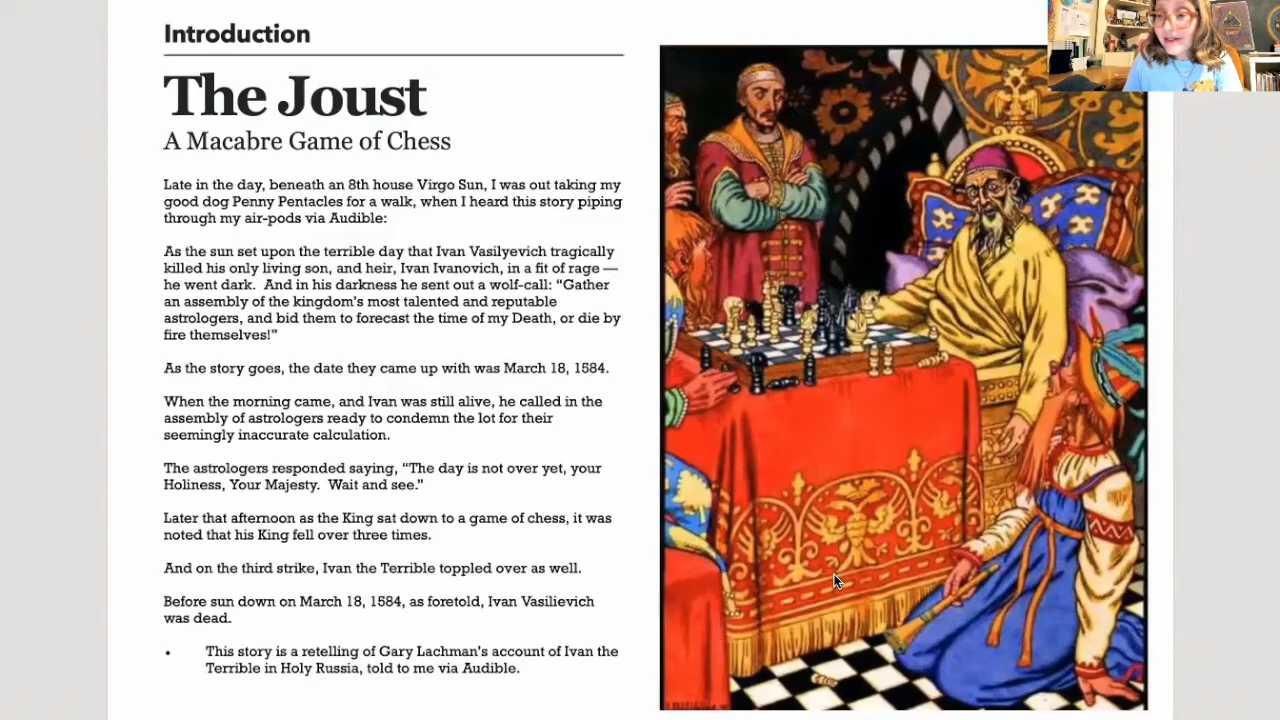 Introduction
The Joust
A Macabre Game of Chess
Late in the day, beneath an 8th house Virgo Sun, I was out taking my
good dog Penny Pentacles for a walk, when I heard this story piping
through my air-pods via Audible:
As the sun set upon the terrible day that Ivan Vasilyevich tragically
killed his only living son, and heir, Ivan Ivanovich, in a fit of rage —
he went dark.  And in his darkness he sent out a wolf-call: “Gather
an assembly of the kingdom’s most talented and reputable
astrologers, and bid them to forecast the time of my Death, or die by
fire themselves!”
As the story goes, the date they came up with was March 18, 1584.
When the morning came, and Ivan was still alive, he called in the
assembly of astrologers ready to condemn the lot for their
seemingly inaccurate calculation.
The astrologers responded saying, “The day is not over yet, your
Holiness, Your Majesty.  Wait and see.”
Later that afternoon as the King sat down to a game of chess, it was
noted that his King fell over three times.
And on the third strike, Ivan the Terrible toppled over as well.
Before sun down on March 18, 1584, as foretold, Ivan Vasilievich
was dead.
• This story is a retelling of Gary Lachman’s account of Ivan the
Terrible in Holy Russia, told to me via Audible.